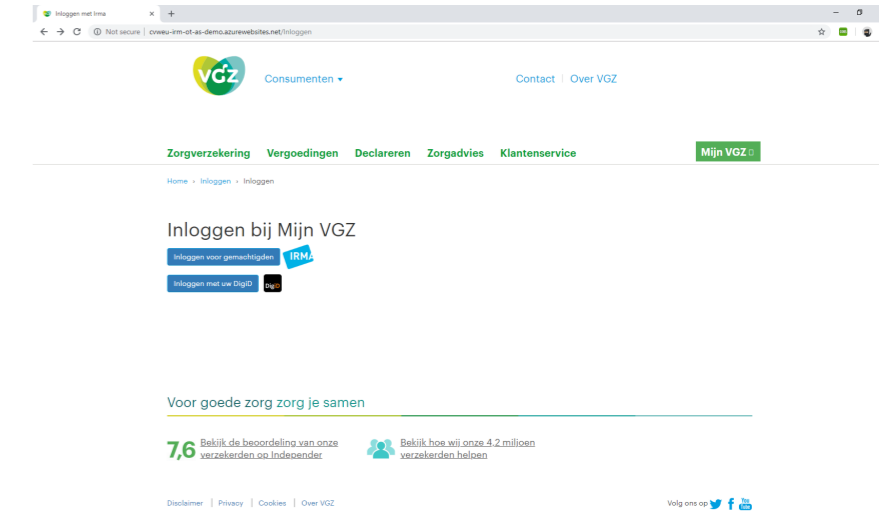 Inloggen met Irma
Not secure | cvweu-irm-ot-as-demo.azurewebsites.net/Inloggen
VGZ
Consumenten
Contact | Over VGZ
Zorgverzekering Vergoedingen Declareren Zorgadvies Klantenservice
Mijn VGZ
Home • Inloggen • Inloggen
Inloggen bij Mijn VGZ
Inloggen voor gemachtigden
IRMA
Inloggen met uw DigiD
DigiD
Voor goede zorg zorg je samen
7,6
Bekijk de beoordeling van onze
verzekerden op Independer
Bekijk hoe wij onze 4,2 miljoen
verzekerden helpen
Disclaimer | Privacy | Cookies | Over VGZ
Volg ons op
You
Tube